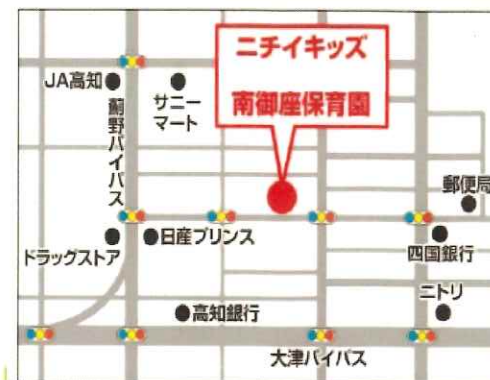 ニチイキッズ
南御座保育園
JA高知
サニー
マート
薊野バイパス
郵便局
ドラッグストア
日産プリンス
四国銀行
高知銀行
ニトリ
大津バイパス